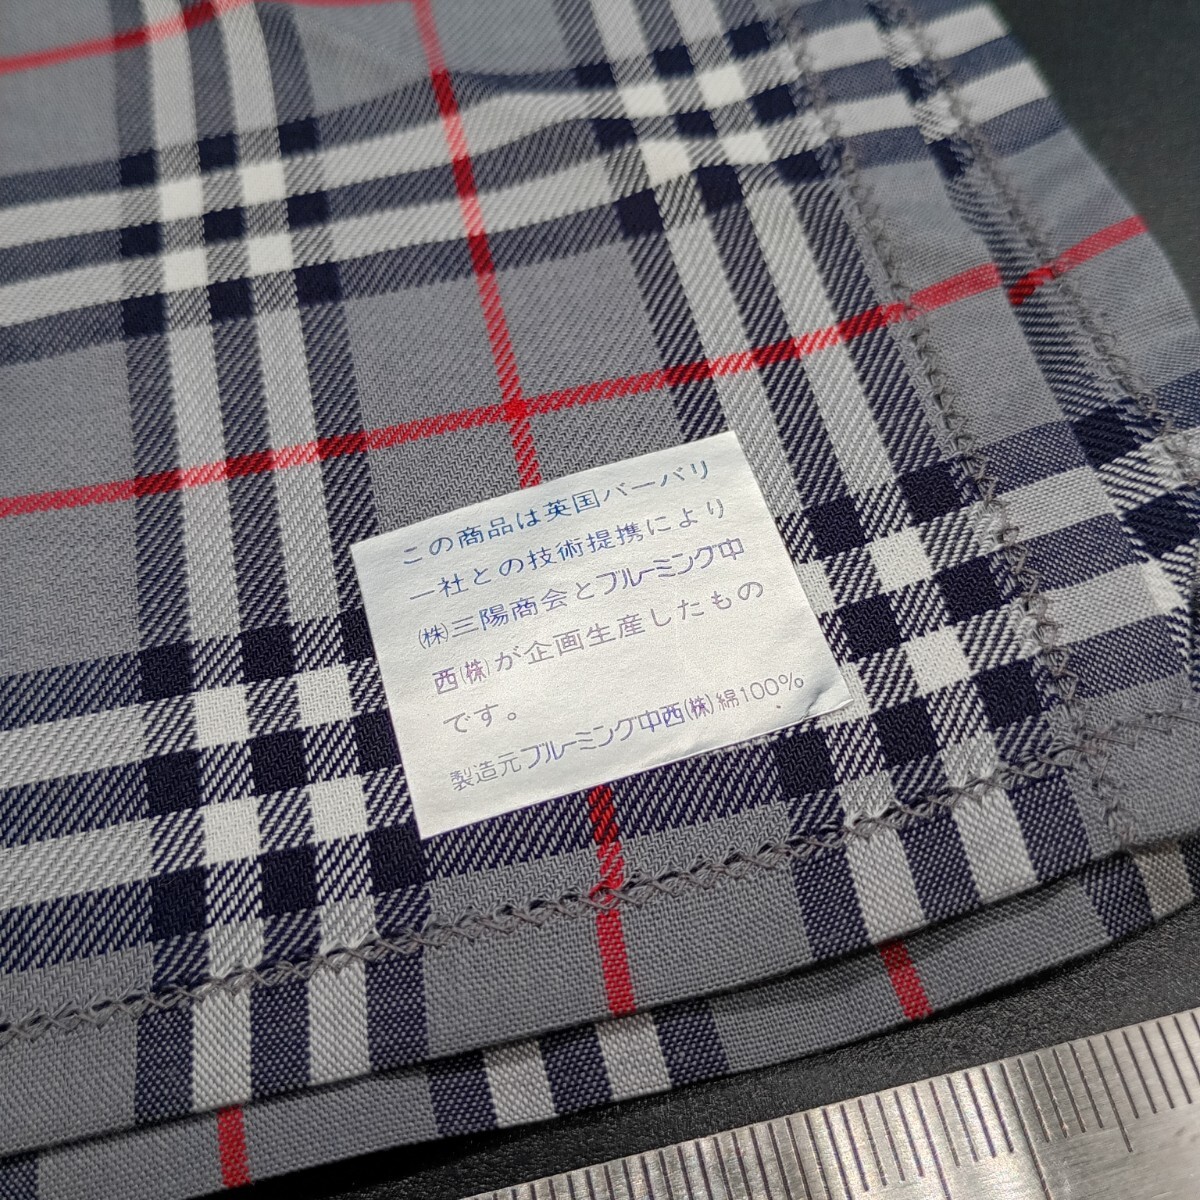 この商品は英国バーバリ
ー社との技術提携により
㈱三陽商会とブルーミング中
西㈱が企画生産したもの
です。
製造元ブルーミング中西㈱綿100%